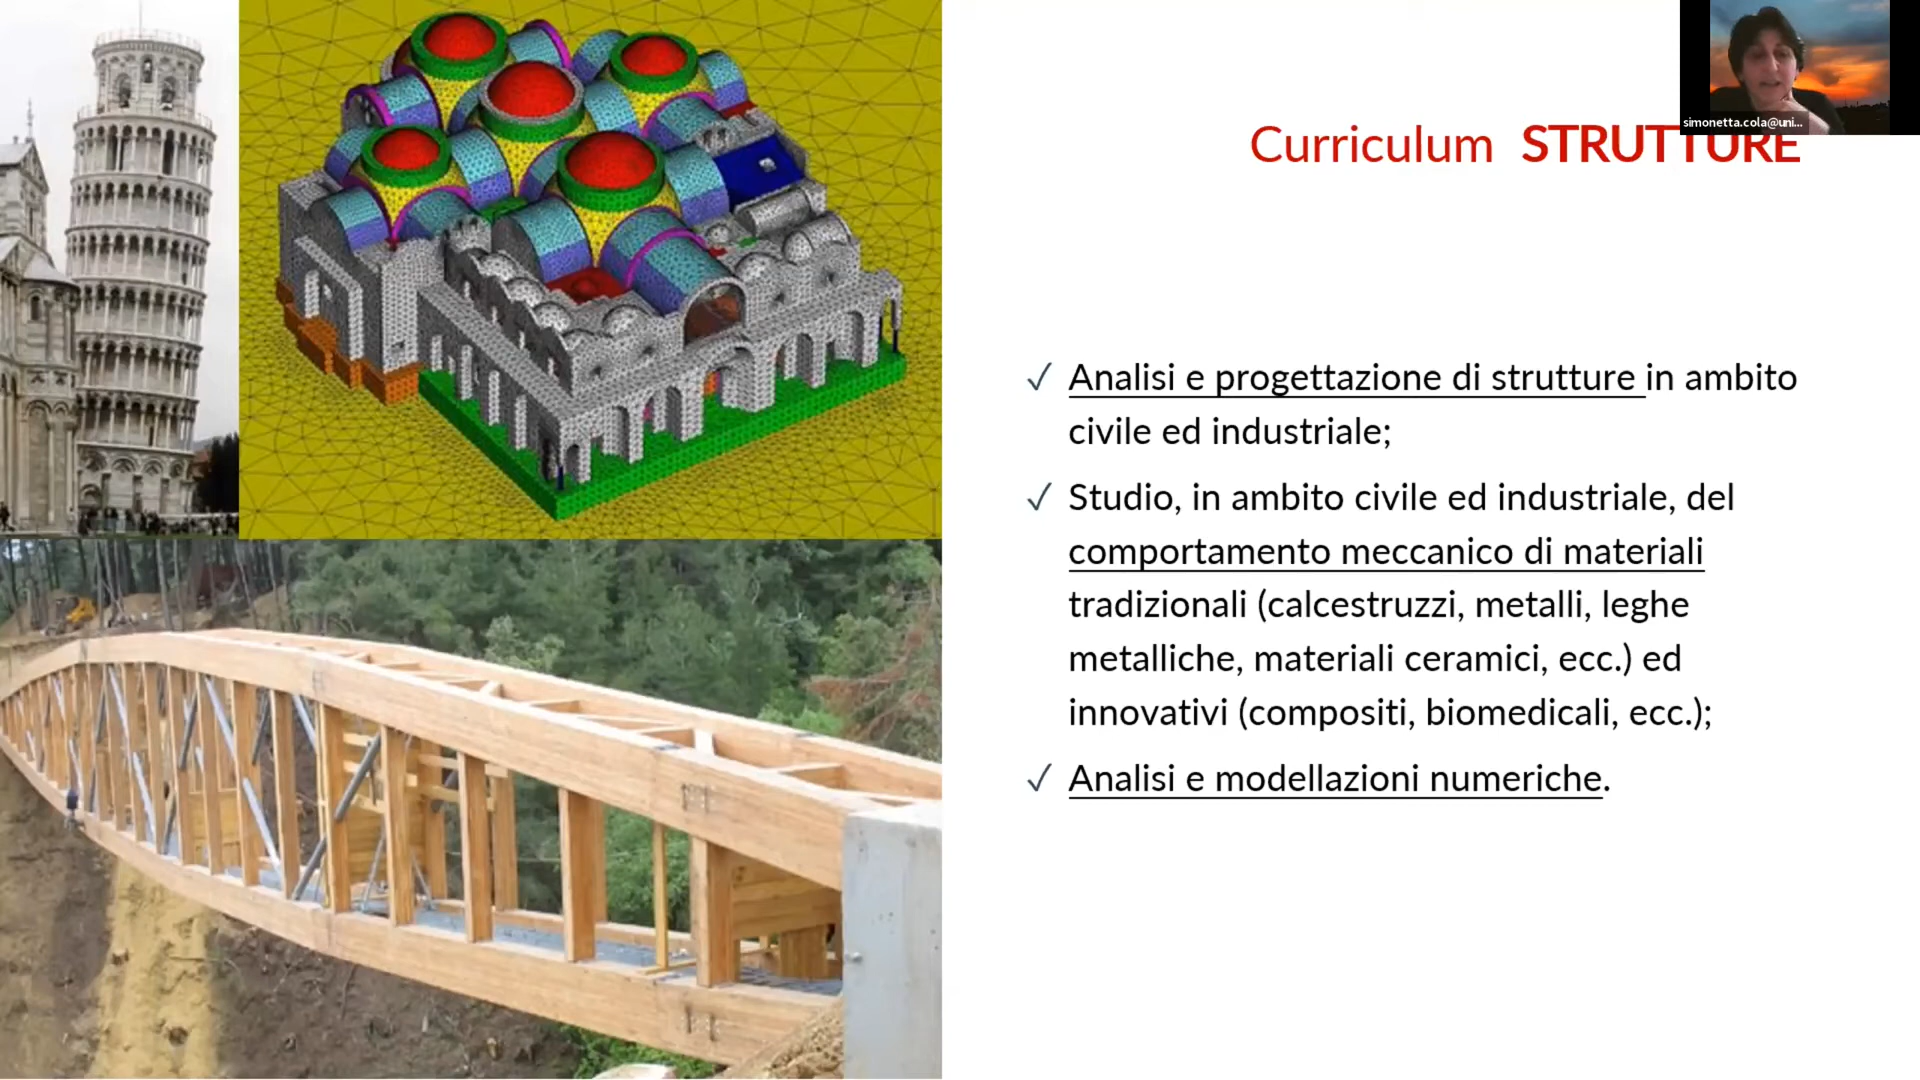 simonetta.cola@uni...
Curriculum STRUTTURE
✓ Analisi e progettazione di strutture in ambito
civile ed industriale;
✓ Studio, in ambito civile ed industriale, del
comportamento meccanico di materiali
tradizionali (calcestruzzi, metalli, leghe
metalliche, materiali ceramici, ecc.) ed
innovativi (compositi, biomedicali, ecc.);
✓ Analisi e modellazioni numeriche.